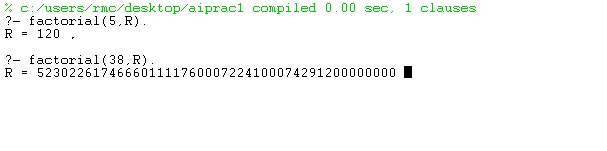 % c:/users/rmc/desktop/aiprac1 compiled 0.00 sec, 1 clauses
?- factorial(5,R).
R = 120 ,
?- factorial(38,R).
R = 523022617466601111760007224100074291200000000